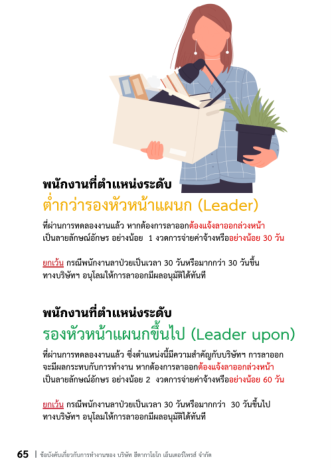 พนักงานที่ตำแหน่งระดับ
ต่ำกว่ารองหัวหน้าแผนก (Leader)
ที่ผ่านการทดลองงานแล้ว หากต้องการลาออกต้องแจ้งลาออกล่วงหน้า
เป็นลายลักษณ์อักษร อย่างน้อย 1 งวดการจ่ายค่าจ้างหรืออย่างน้อย 30 วัน
ยกเว้น กรณีพนักงานลาป่วยเป็นเวลา 30 วันหรือมากกว่า 30 วันขึ้น
ทางบริษัทฯ อนุโลมให้การลาออกมีผลอนุมัติได้ทันที
พนักงานที่ตำแหน่งระดับ
รองหัวหน้าแผนกขึ้นไป (Leader upon)
ที่ผ่านการทดลองงานแล้ว ซึ่งตำแหน่งนี้มีความสำคัญกับบริษัทฯ การลาออก
จะมีผลกระทบกับการทำงาน หากต้องการลาออกต้องแจ้งลาออกล่วงหน้า
เป็นลายลักษณ์อักษร อย่างน้อย 2 งวดการจ่ายค่าจ้างหรืออย่างน้อย 60 วัน
ยกเว้น กรณีพนักงานลาป่วยเป็นเวลา 30 วันหรือมากกว่า 30 วันขึ้นไป
ทางบริษัทฯ อนุโลมให้การลาออกมีผลอนุมัติได้ทันที
65 | ข้อบังคับเกี่ยวกับการทำงานของ บริษัท ฮีดากาโยโก เอ็นเตอร์ไพรส์ จำกัด